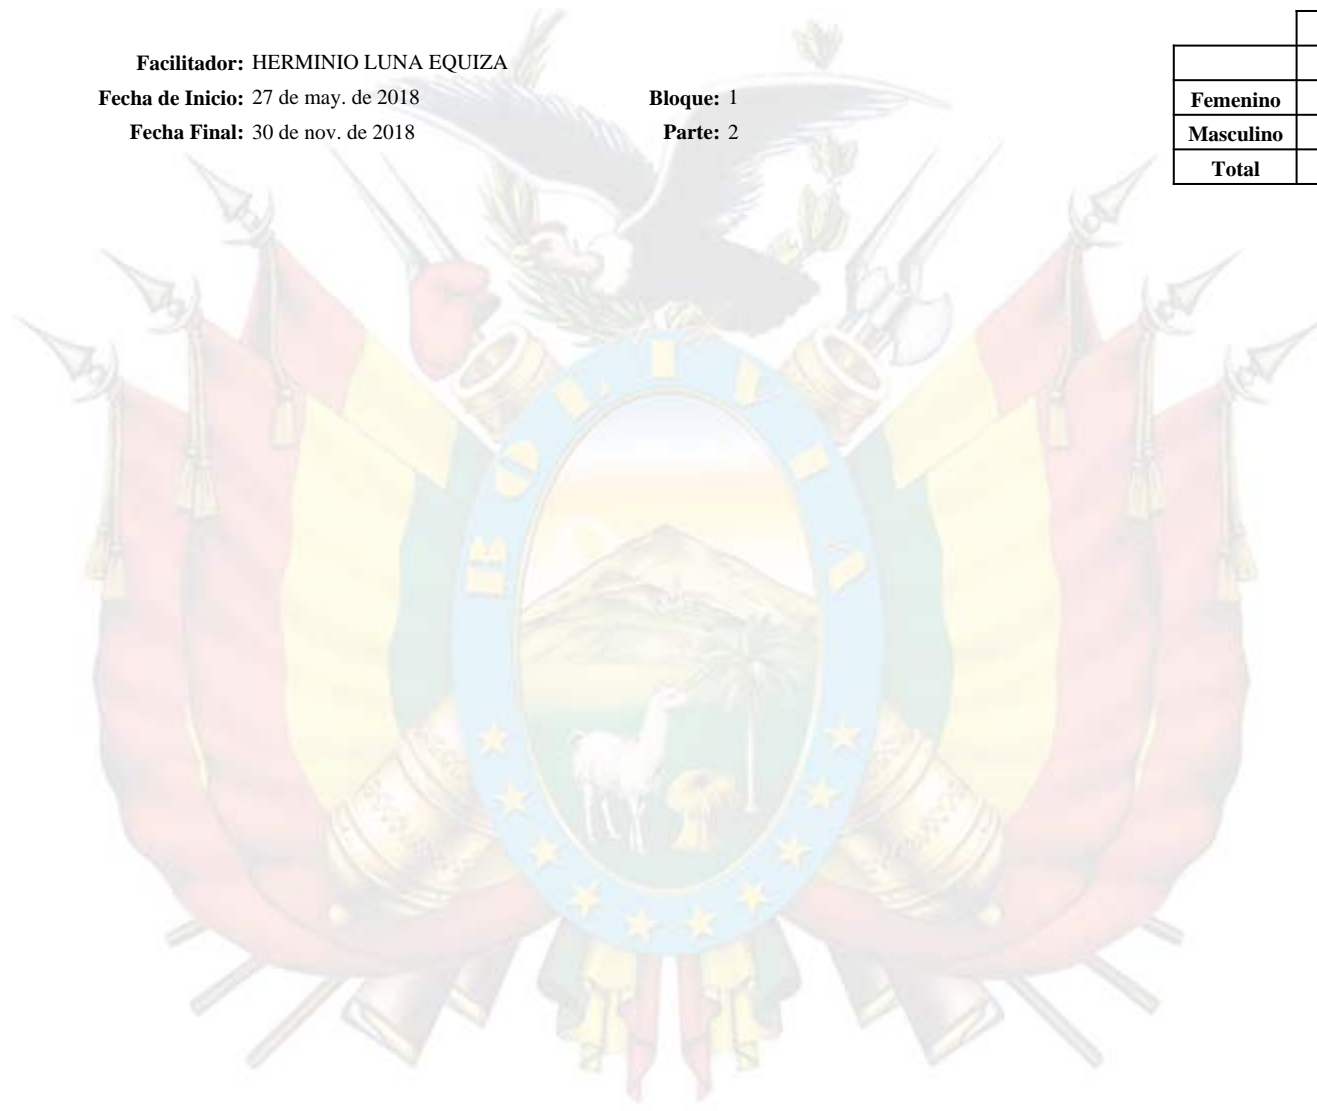 Facilitador: HERMINIO LUNA EQUIZA
Fecha de Inicio: 27 de may. de 2018 Bloque: 1
Fecha Final: 30 de nov. de 2018 Parte: 2
Femenino
Masculino
Total
BOLIVIA